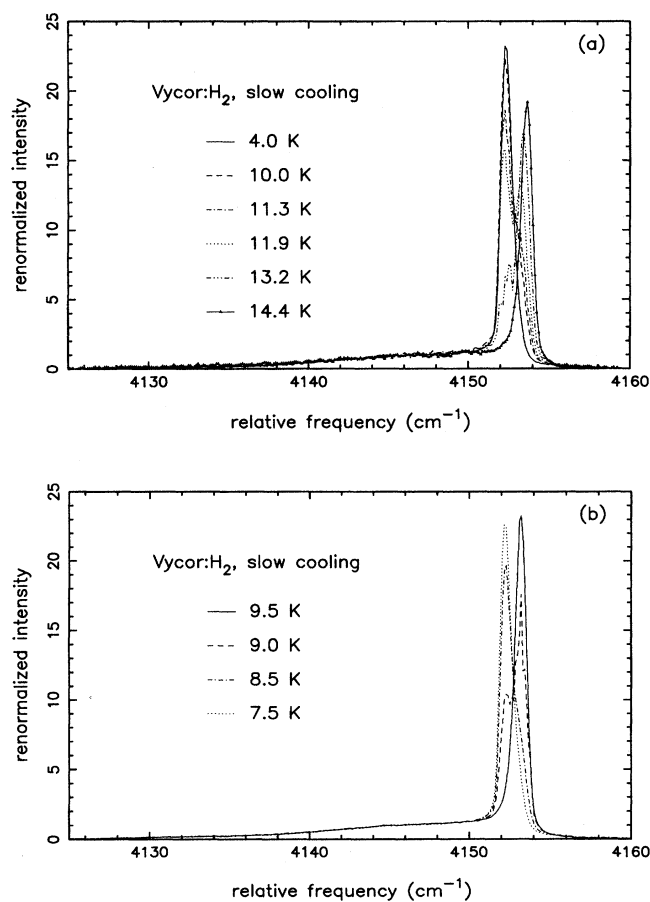 25
20
15
10
5
0
(a)
Vycor:H₂, slow cooling
4.0 K
10.0 K
11.3 K
11.9 K
13.2 K
14.4 K
renormalized intensity
4130
4140
4150
4160
relative frequency (cm⁻¹)
25
20
15
10
5
0
(b)
Vycor:H₂, slow cooling
9.5 K
9.0 K
8.5 K
7.5 K
renormalized intensity
4130
4140
4150
4160
relative frequency (cm⁻¹)